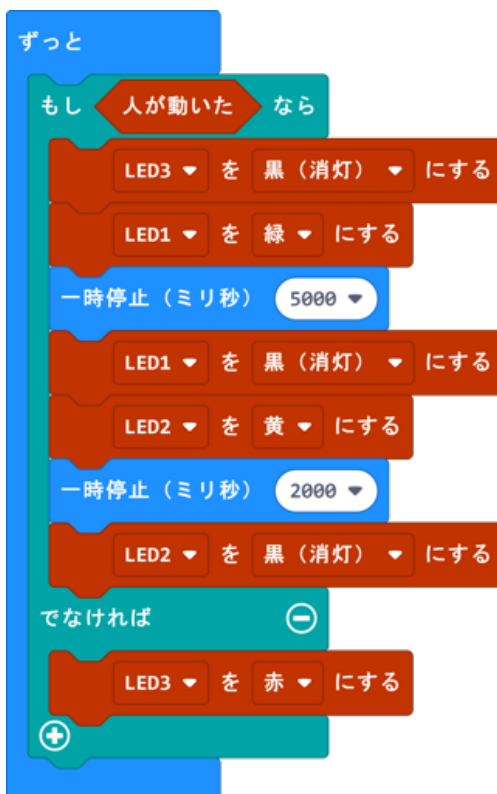 ずっと
もし 人が動いた なら
LED3 を 黒（消灯） にする
LED1 を 緑 にする
一時停止（ミリ秒） 5000
LED1 を 黒（消灯） にする
LED2 を 黄 にする
一時停止（ミリ秒） 2000
LED2 を 黒（消灯） にする
でなければ
LED3 を 赤 にする